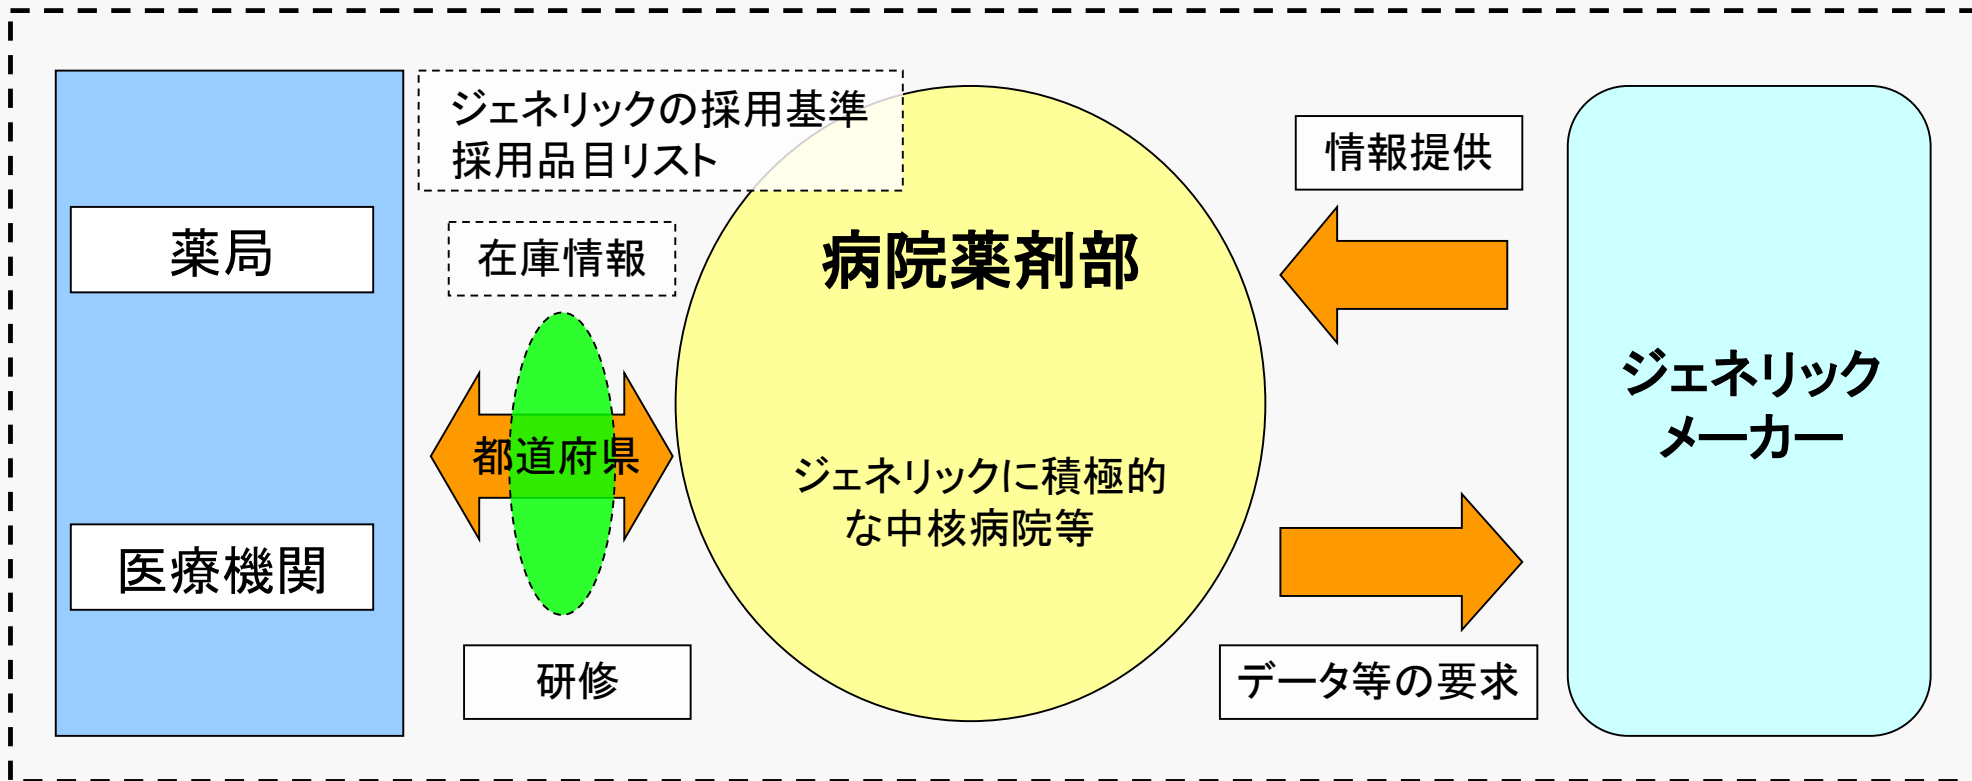 ジェネリックの採用基準
採用品目リスト
薬局
在庫情報
都道府県
医療機関
研修
病院薬剤部
ジェネリックに積極的
な中核病院等
情報提供
データ等の要求
ジェネリック
メーカー